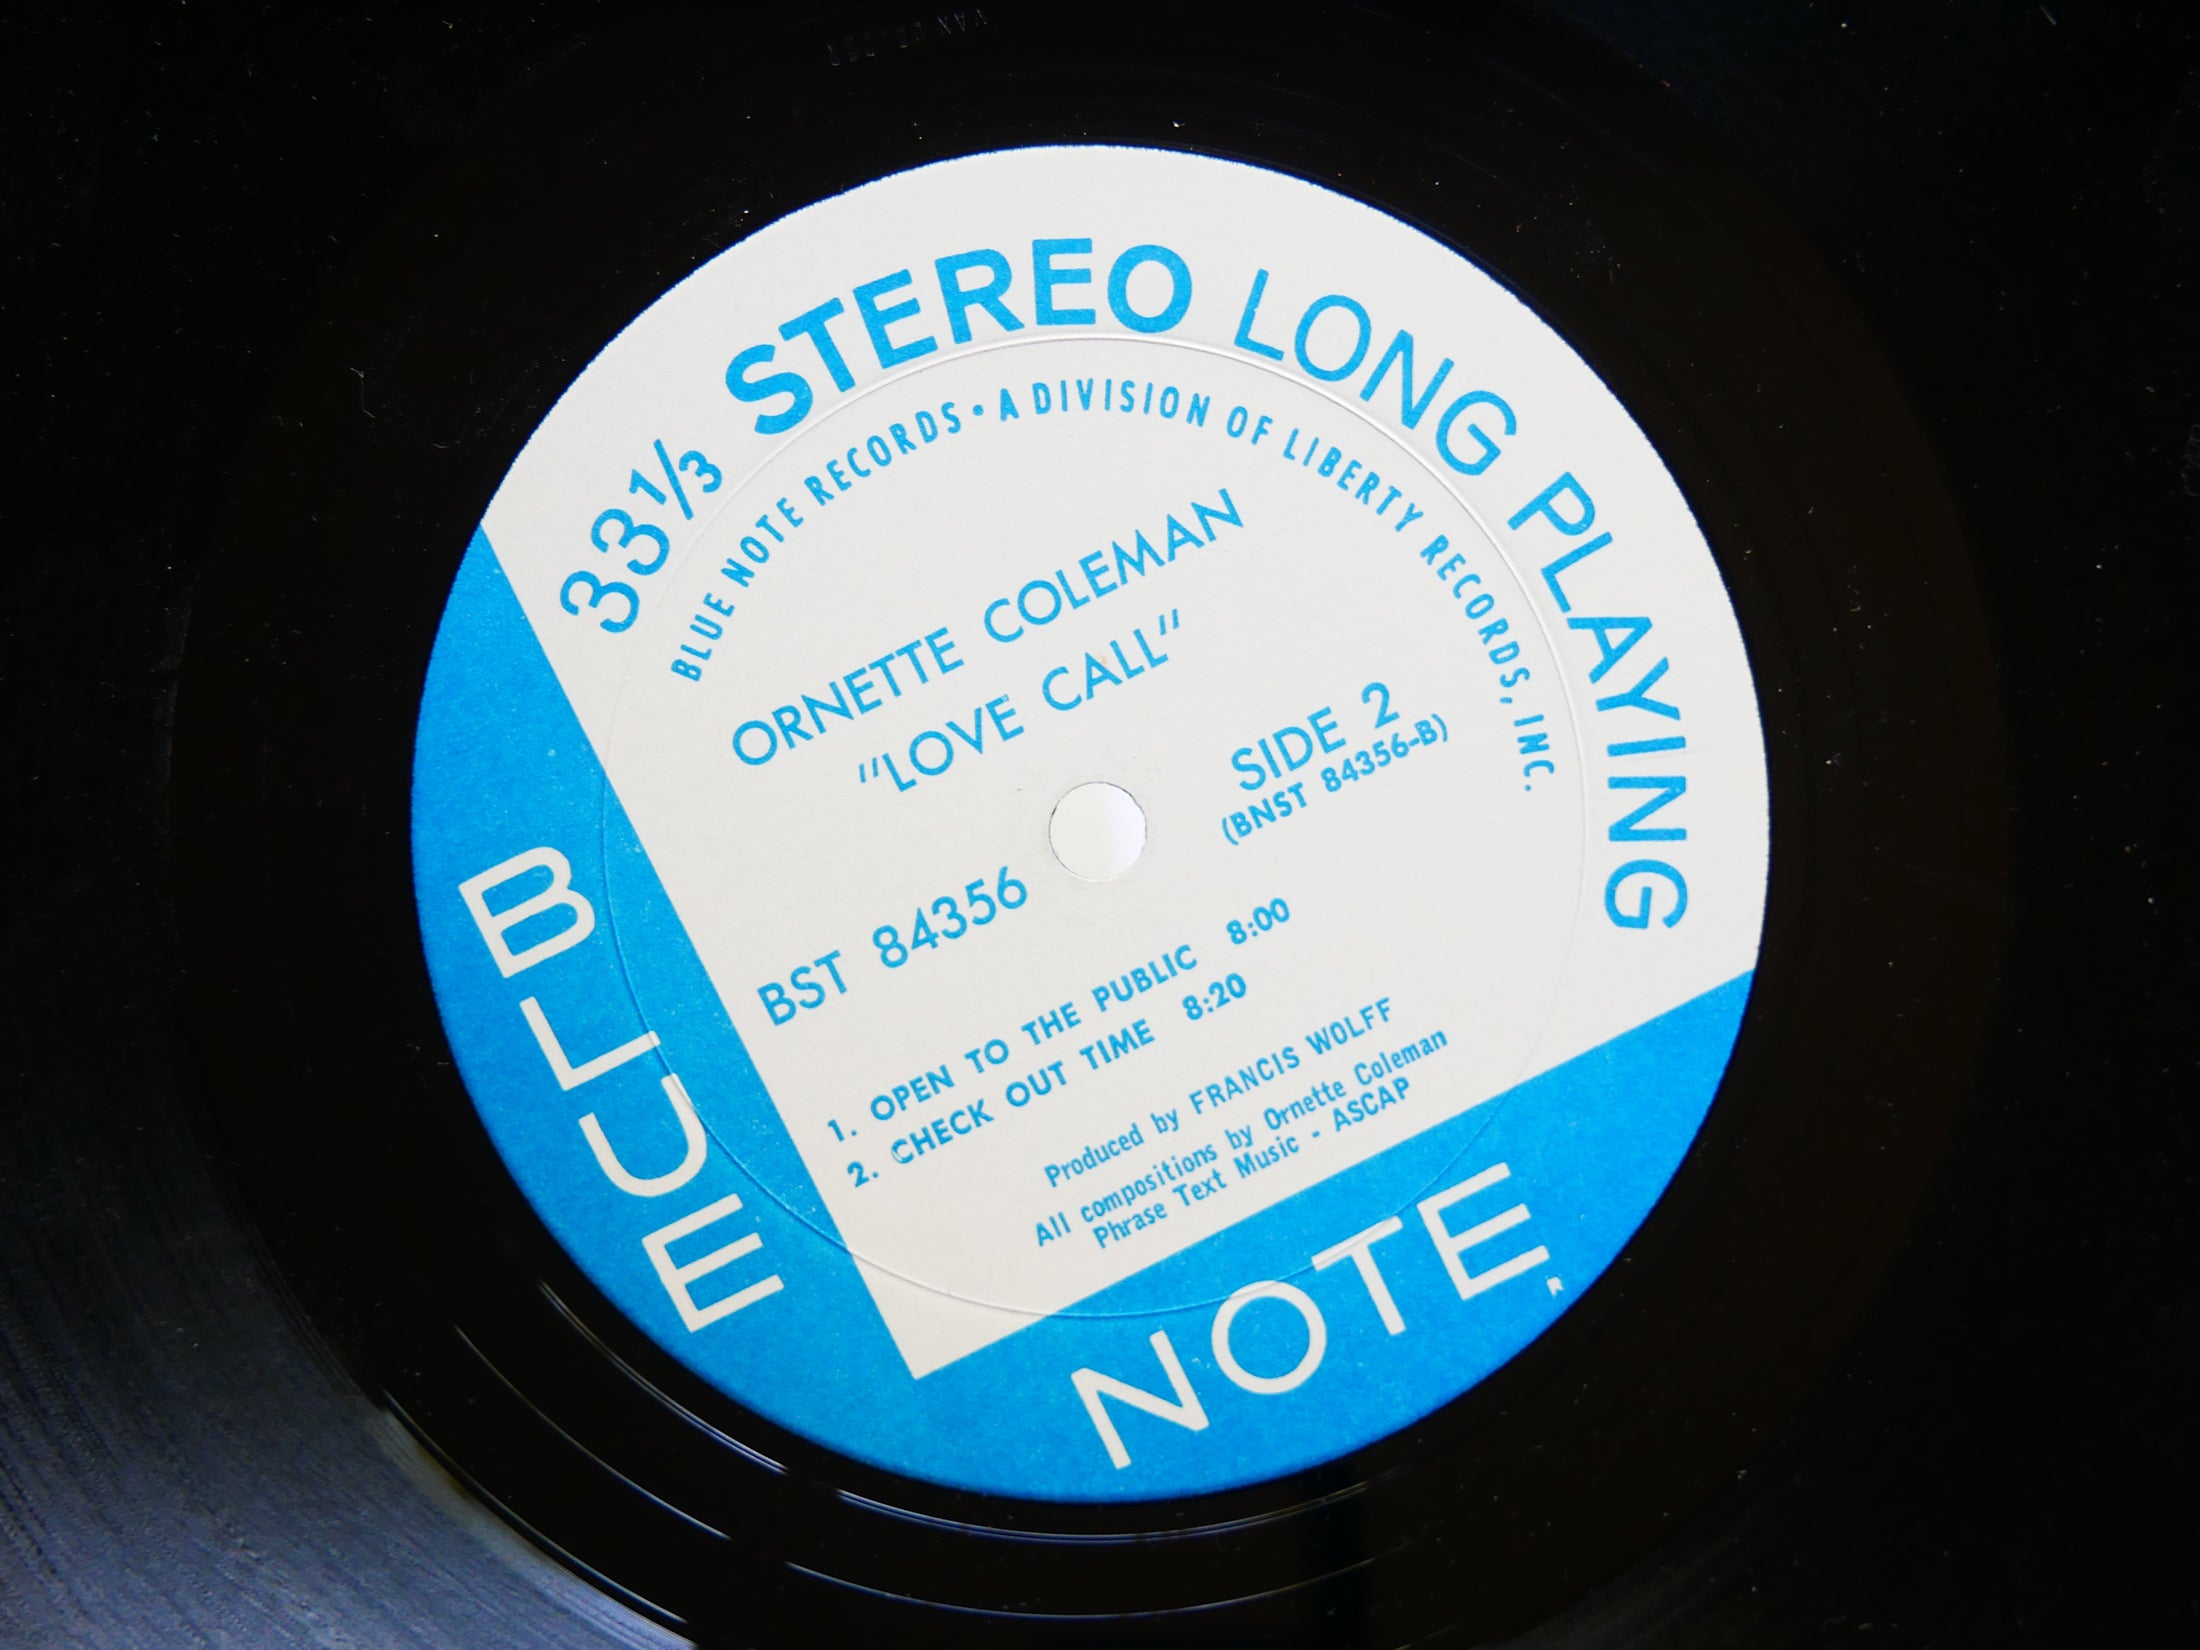 33⅓ STEREO LONG PLAYING
BLUE NOTE RECORDS • A DIVISION OF LIBERTY RECORDS, INC.
ORNETTE COLEMAN
"LOVE CALL"
SIDE 2
(BNST 84356-B)
BST 84356
1. OPEN TO THE PUBLIC 8:00
2. CHECK OUT TIME 8:20
Produced by FRANCIS WOLFF
All compositions by Ornette Coleman
Phrase Text Music - ASCAP
BLUE
NOTE
R